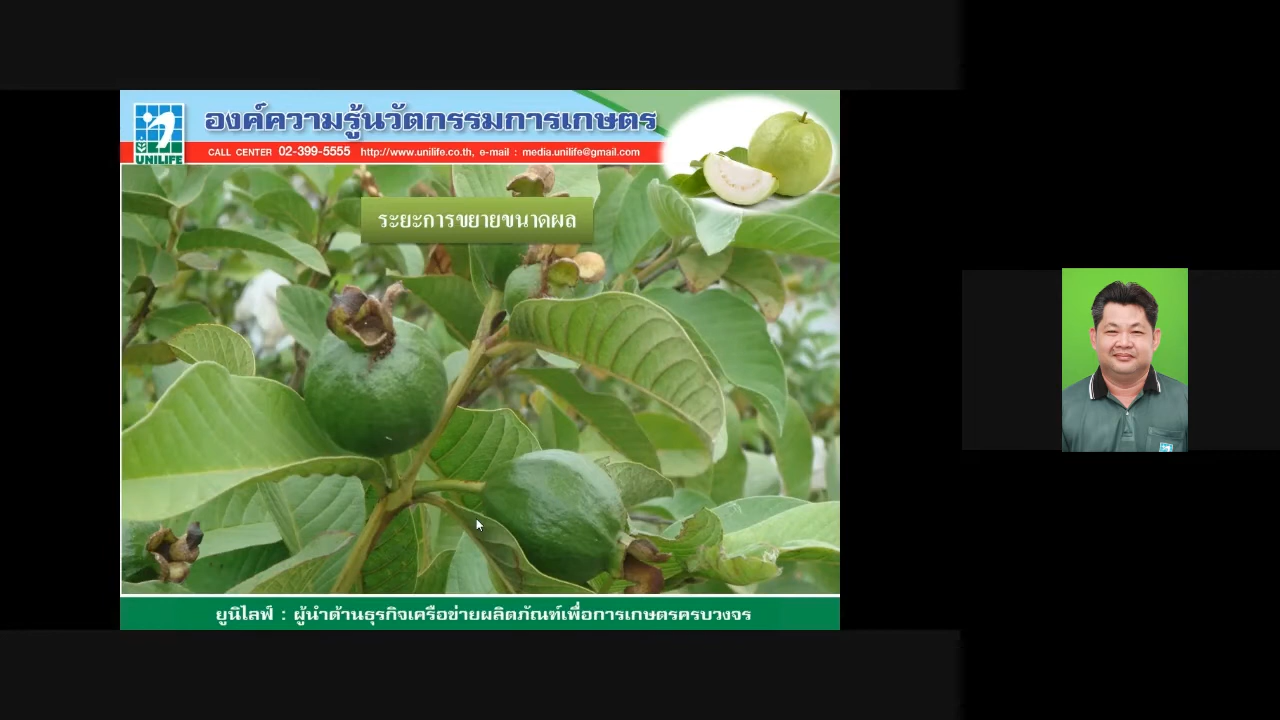 องค์ความรู้นวัตกรรมการเกษตร
UNILIFE
CALL CENTER 02-399-5555 http://www.unilife.co.th, e-mail : media.unilife@gmail.com
ระยะการขยายขนาดผล
ยูนิไลฟ์ : ผู้นำด้านธุรกิจเครือข่ายผลิตภัณฑ์เพื่อการเกษตรครบวงจร